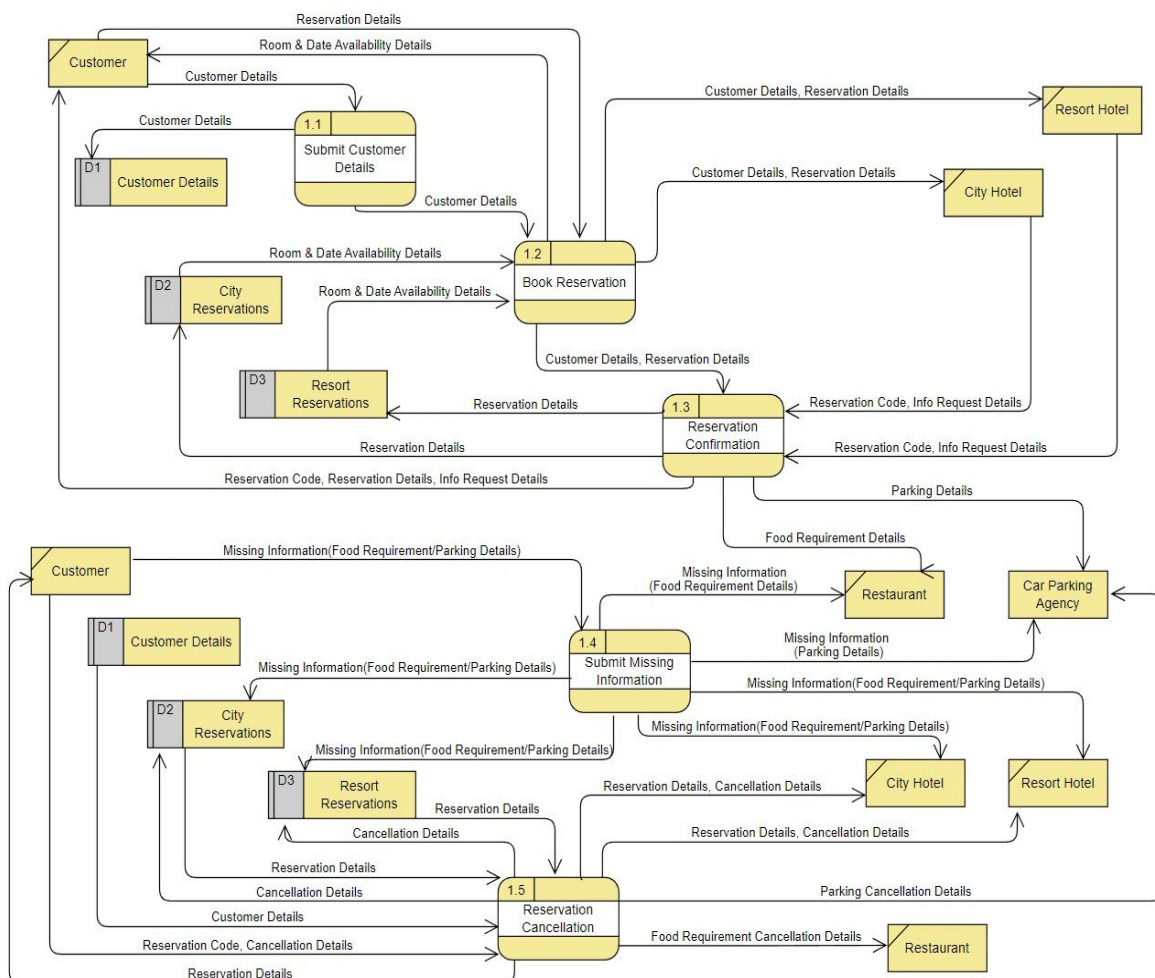 Reservation Details
Room & Date Availability Details
Customer
Customer Details
Customer Details, Reservation Details
Resort Hotel
Customer Details
1.1
Submit Customer
Details
D1
Customer Details
Customer Details, Reservation Details
City Hotel
Customer Details
Room & Date Availability Details
1.2
Book Reservation
D2
City
Reservations
Room & Date Availability Details
Customer Details, Reservation Details
D3
Resort
Reservations
Reservation Details
1.3
Reservation
Confirmation
Reservation Code, Info Request Details
Reservation Details
Reservation Code, Info Request Details
Reservation Code, Reservation Details, Info Request Details
Parking Details
Food Requirement Details
Missing Information(Food Requirement/Parking Details)
Customer
Missing Information
(Food Requirement Details)
Restaurant
Car Parking
Agency
D1
Customer Details
1.4
Submit Missing
Information
Missing Information
(Parking Details)
Missing Information(Food Requirement/Parking Details)
Missing Information(Food Requirement/Parking Details)
D2
City
Reservations
Missing Information(Food Requirement/Parking Details)
Missing Information(Food Requirement/Parking Details)
D3
Resort
Reservations
City Hotel
Resort Hotel
Reservation Details, Cancellation Details
Reservation Details
Cancellation Details
Reservation Details, Cancellation Details
Reservation Details
Cancellation Details
1.5
Reservation
Cancellation
Parking Cancellation Details
Customer Details
Food Requirement Cancellation Details
Restaurant
Reservation Code, Cancellation Details
Reservation Details